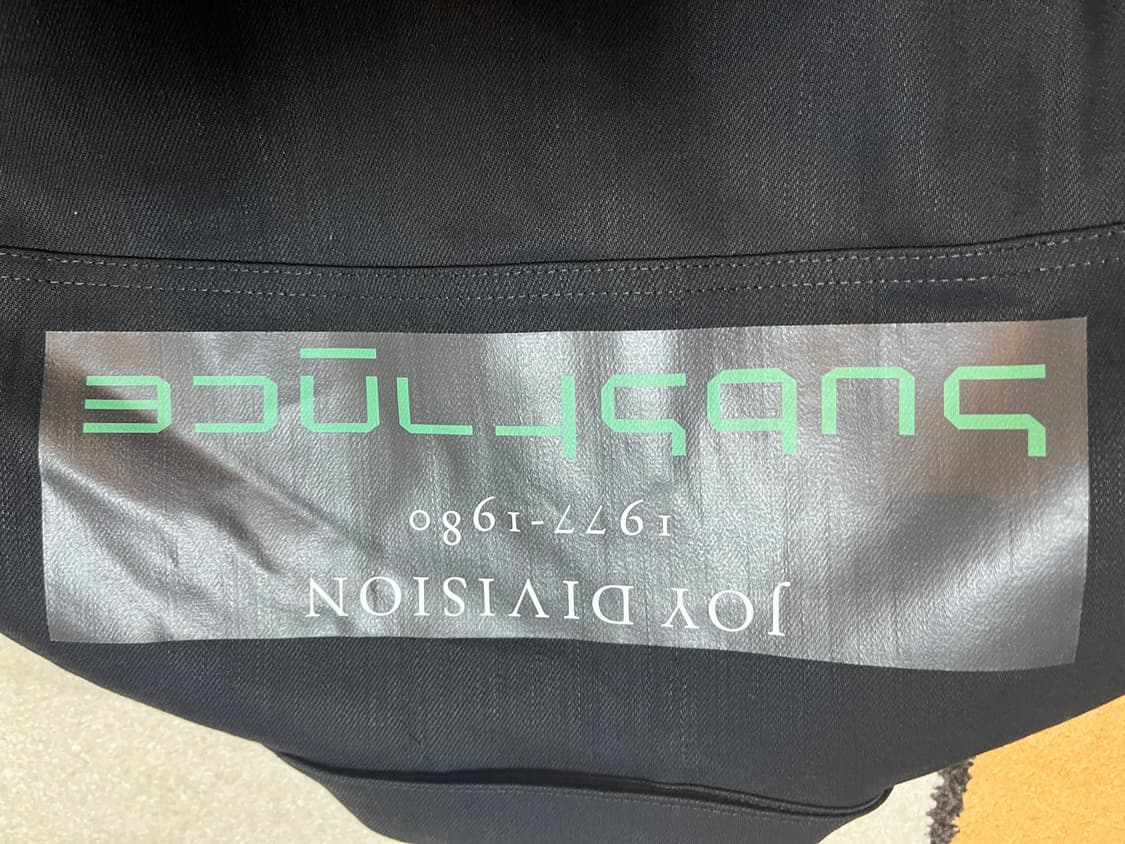 JOY DIVISION
1977-1980
SUBSTANCE